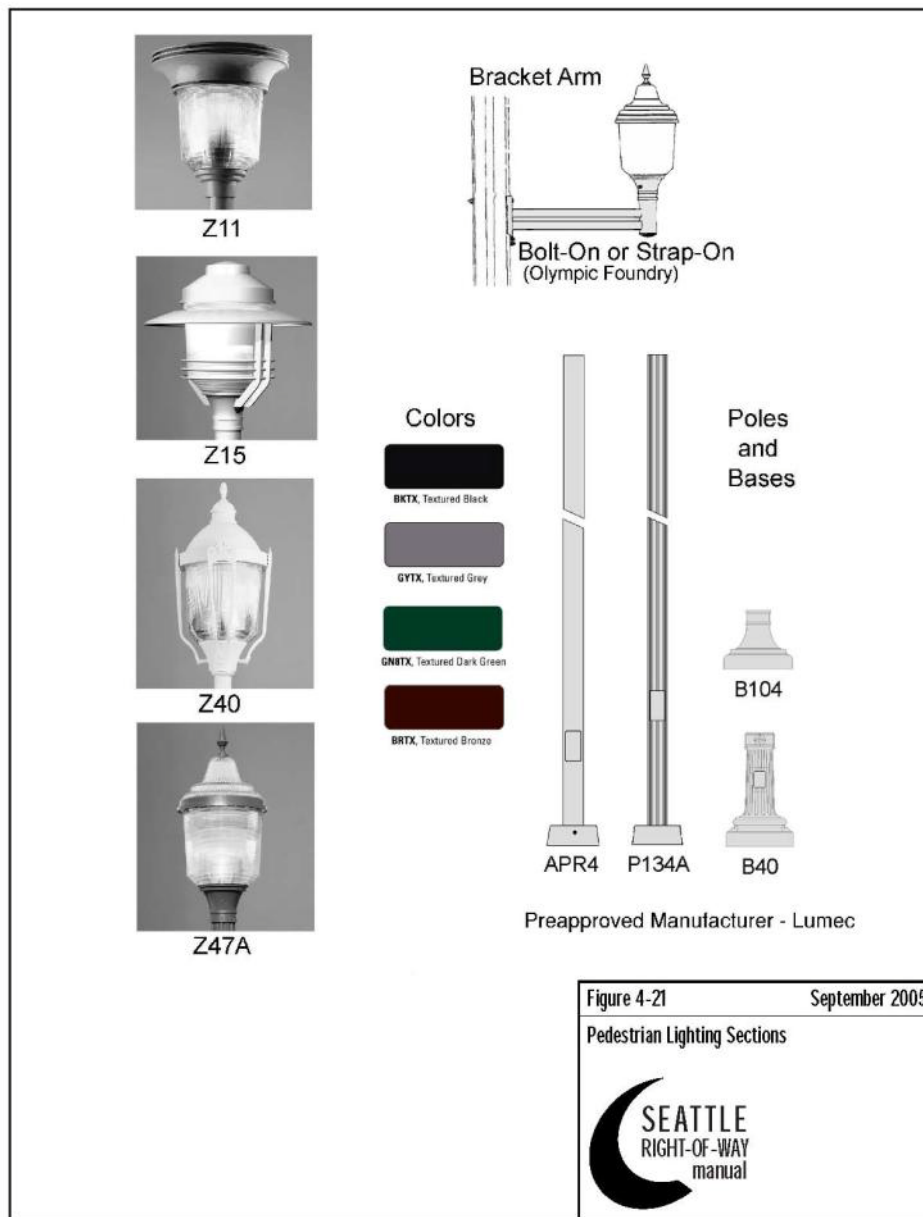 Z11
Z15
Z40
Z47A
Bracket Arm
Bolt-On or Strap-On
(Olympic Foundry)
Colors
BKTX, Textured Black
GYTX, Textured Grey
GN8TX, Textured Dark Green
BRTX, Textured Bronze
Poles
and
Bases
APR4
P134A
B104
B40
Preapproved Manufacturer - Lumec
Figure 4-21 September 2005
Pedestrian Lighting Sections
SEATTLE
RIGHT-OF-WAY
manual